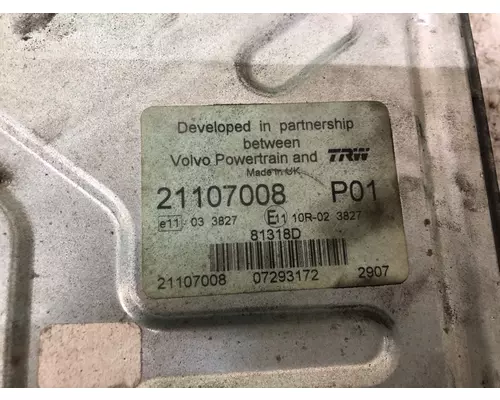 Developed in partnership
between
Volvo Powertrain and TRW
Made in UK
21107008 P01
e11 03 3827 E11 10R-02 3827
81318D
21107008 07293172 2907